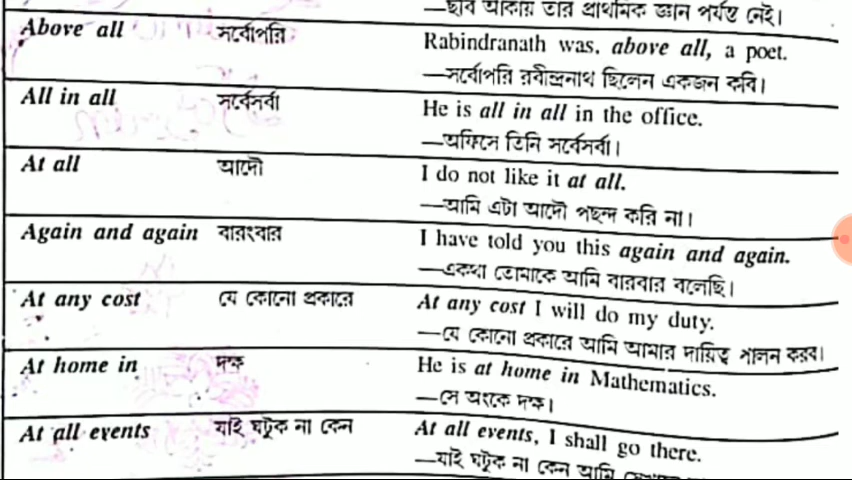 —ছবি আঁকায় তার প্রাথমিক জ্ঞান পর্যন্ত নেই।
Above all সর্বোপরি Rabindranath was, above all, a poet.
—সর্বোপরি রবীন্দ্রনাথ ছিলেন একজন কবি।
All in all সর্বেসর্বা He is all in all in the office.
—অফিসে তিনি সর্বেসর্বা।
At all আদৌ I do not like it at all.
—আমি এটা আদৌ পছন্দ করি না।
Again and again বারংবার I have told you this again and again.
—একথা তোমাকে আমি বারবার বলেছি।
At any cost যে কোনো প্রকারে At any cost I will do my duty.
—যে কোনো প্রকারে আমি আমার দায়িত্ব পালন করব।
At home in দক্ষ He is at home in Mathematics.
—সে অংকে দক্ষ।
At all events যাই ঘটুক না কেন At all events, I shall go there.
—যাই ঘটুক না কেন আমি